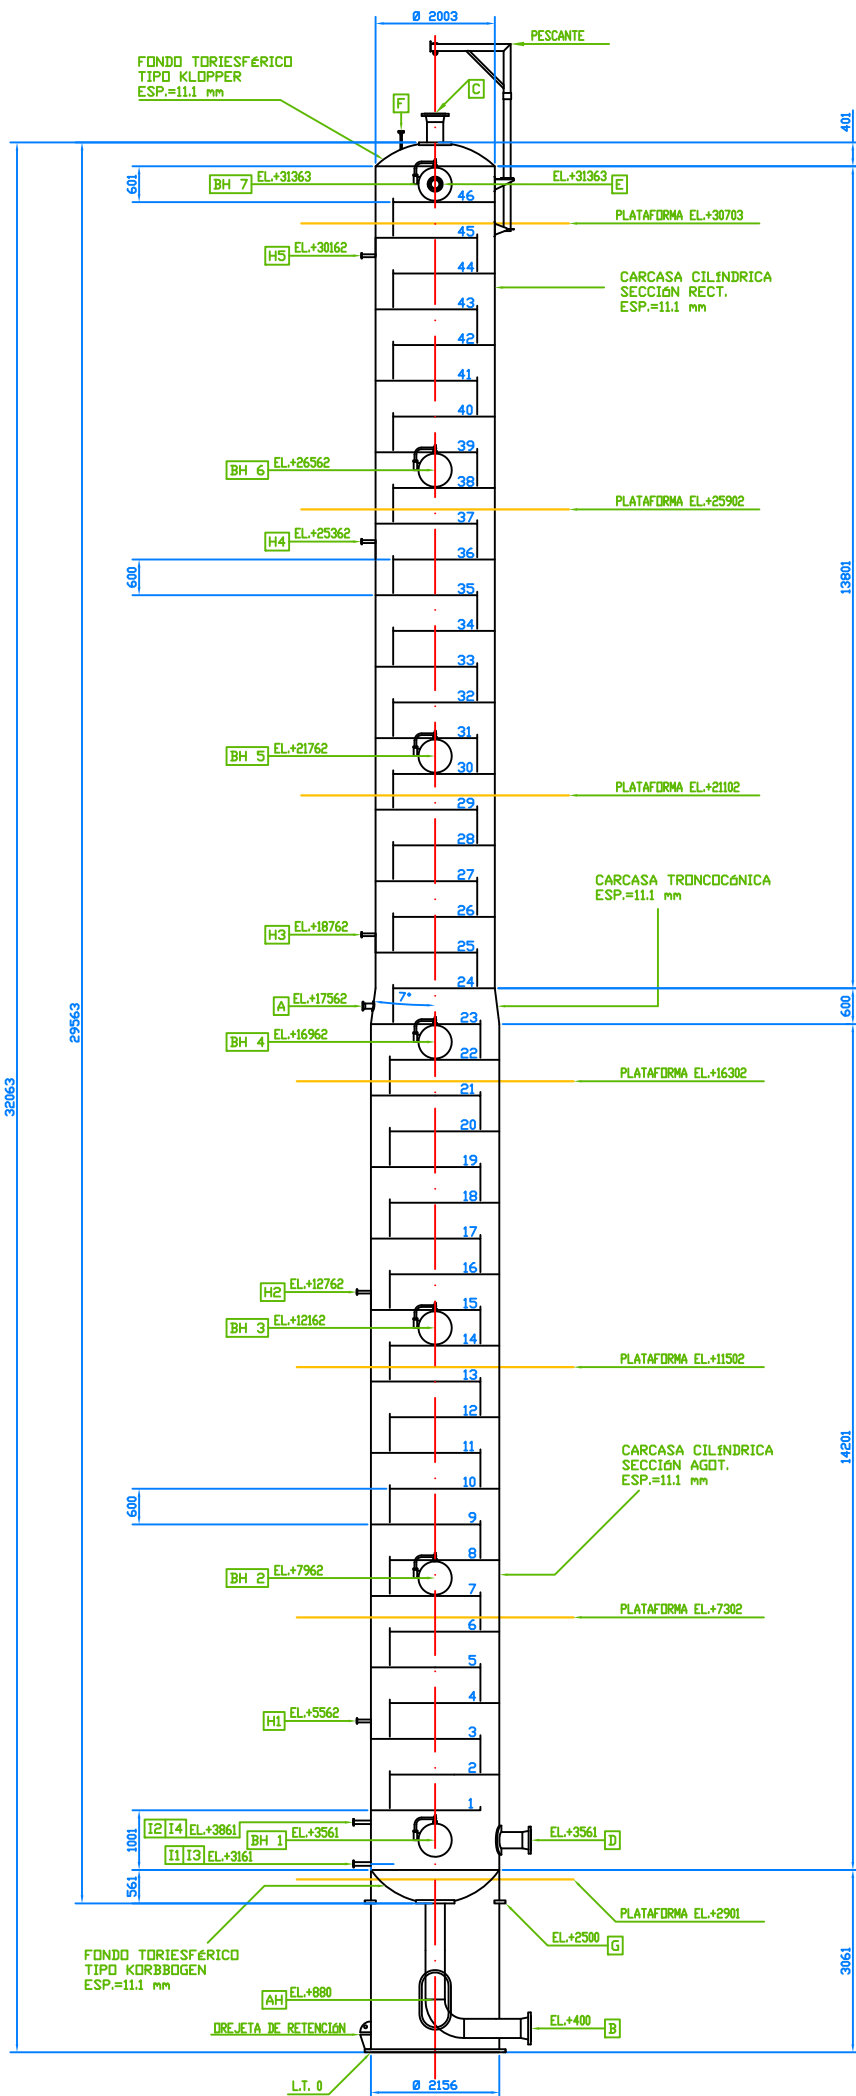 Ø 2003
PESCANTE
FONDO TORIESFÉRICO
TIPO KLOPPER
ESP.=11.1 mm
C
F
401
601
BH 7
EL.+31363
EL.+31363
E
46
PLATAFORMA EL.+30703
45
H5
EL.+30162
44
CARCASA CILÍNDRICA
SECCIÓN RECT.
ESP.=11.1 mm
43
42
41
40
39
BH 6
EL.+26562
38
PLATAFORMA EL.+25902
37
H4
EL.+25362
36
600
13801
35
34
33
32
31
BH 5
EL.+21762
30
PLATAFORMA EL.+21102
29
28
27
CARCASA TRONCOCÓNICA
ESP.=11.1 mm
26
H3
EL.+18762
25
24
7°
A
EL.+17562
600
29563
23
BH 4
EL.+16962
22
PLATAFORMA EL.+16302
32063
21
20
19
18
17
16
H2
EL.+12762
15
BH 3
EL.+12162
14
PLATAFORMA EL.+11502
13
12
11
CARCASA CILÍNDRICA
SECCIÓN AGOT.
ESP.=11.1 mm
14201
10
600
9
8
BH 2
EL.+7962
7
PLATAFORMA EL.+7302
6
5
4
H1
EL.+5562
3
2
1
I2 I4 EL.+3861
BH 1
EL.+3561
EL.+3561
D
1001
I1 I3 EL.+3161
561
PLATAFORMA EL.+2901
EL.+2500
G
FONDO TORIESFÉRICO
TIPO KORBBOGEN
ESP.=11.1 mm
3061
AH
EL.+880
EL.+400
B
OREJETA DE RETENCIÓN
L.T. 0
Ø 2156